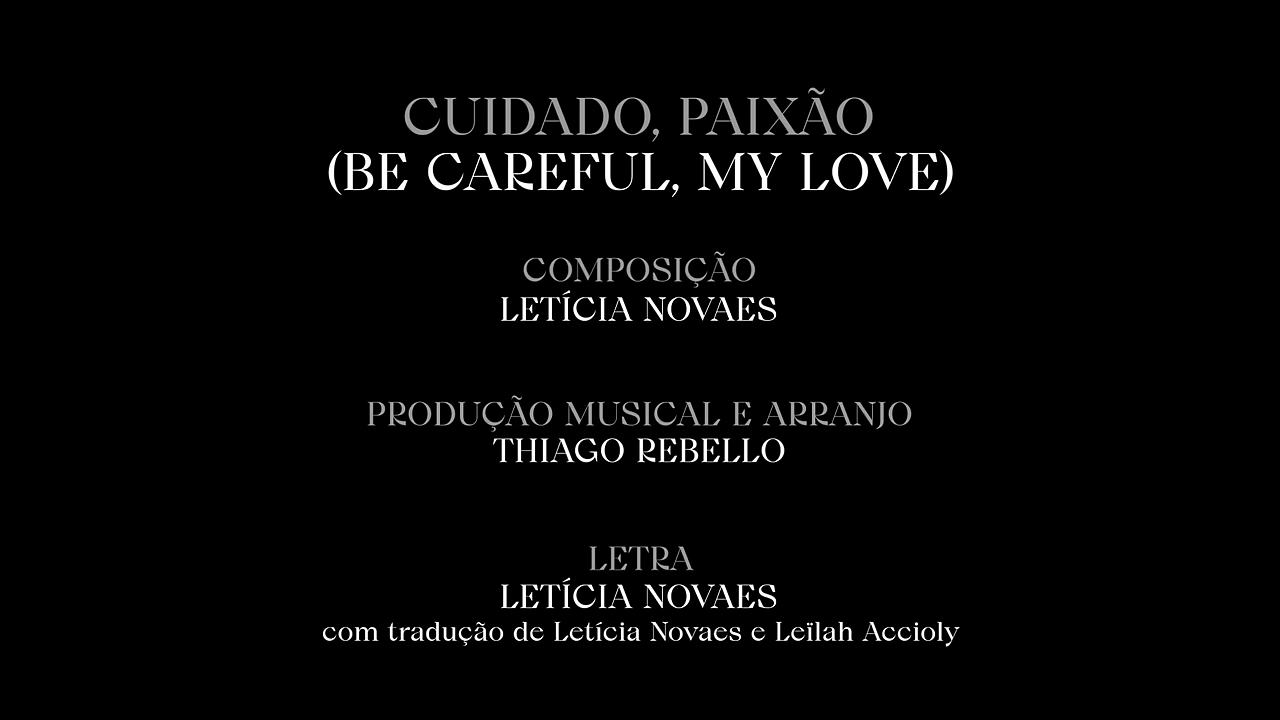 CUIDADO, PAIXÃO
(BE CAREFUL, MY LOVE)
COMPOSIÇÃO
LETÍCIA NOVAES
PRODUÇÃO MUSICAL E ARRANJO
THIAGO REBELLO
LETRA
LETÍCIA NOVAES
com tradução de Letícia Novaes e Leïlah Accioly